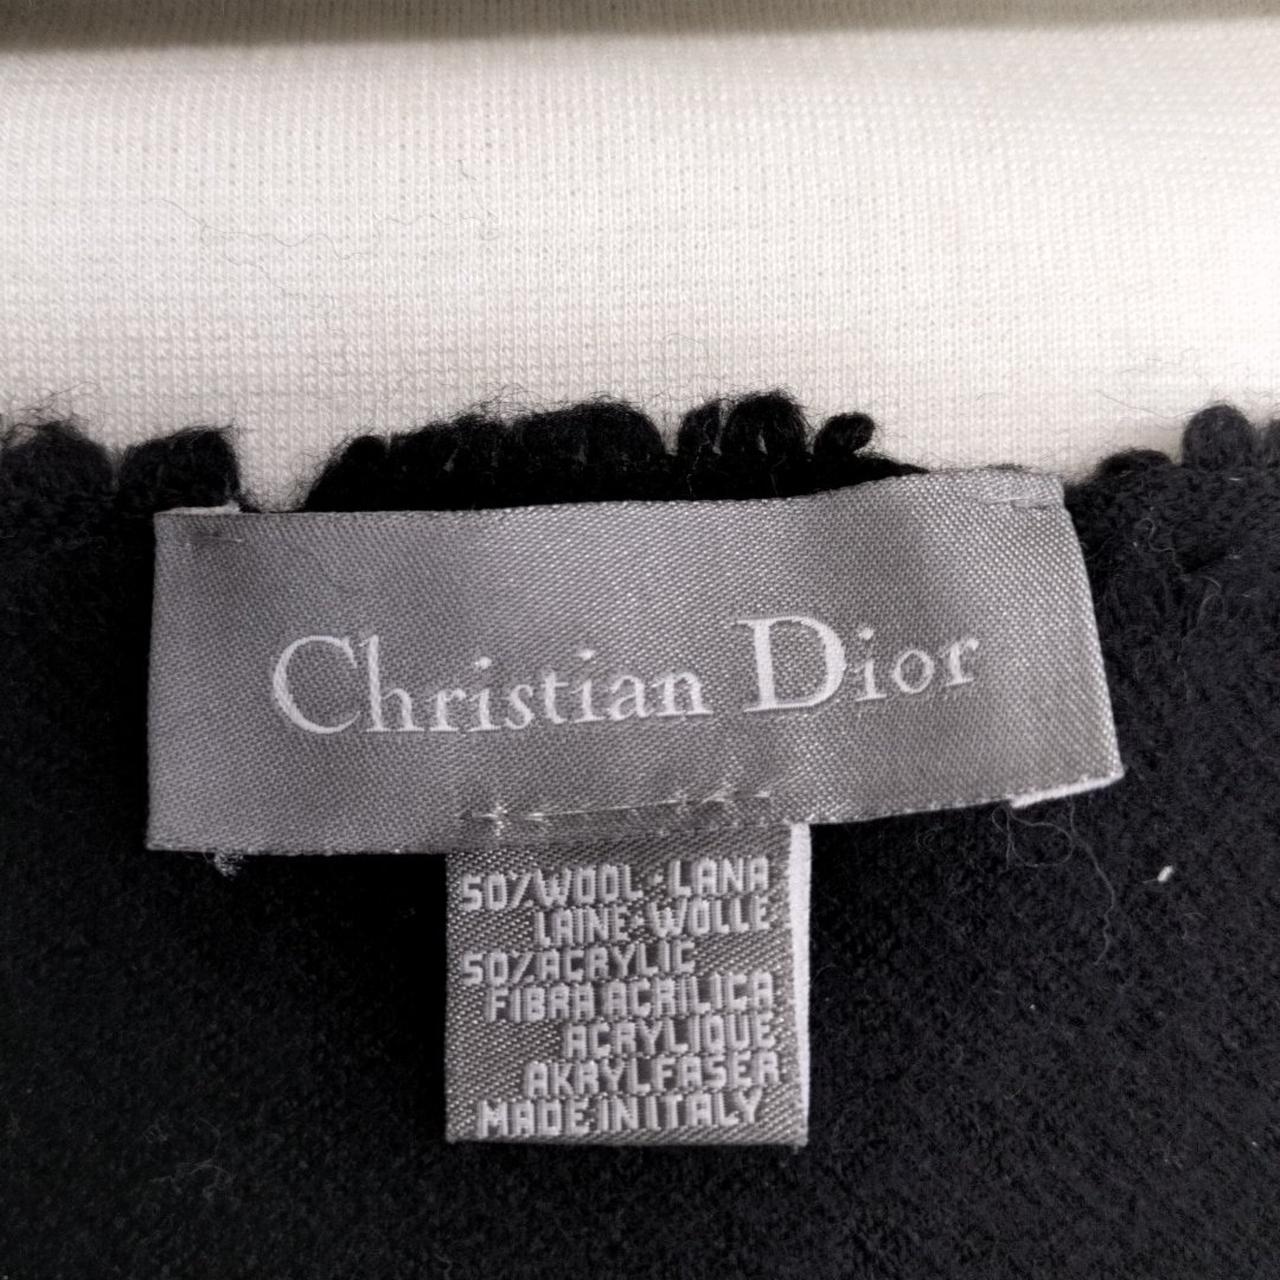 Christian Dior
50%WOOL-LANA
LAINE-WOLLE
50%ACRYLIC
FIBRA ACRILICA
ACRYLIQUE
AKRYLFASER
MADE IN ITALY